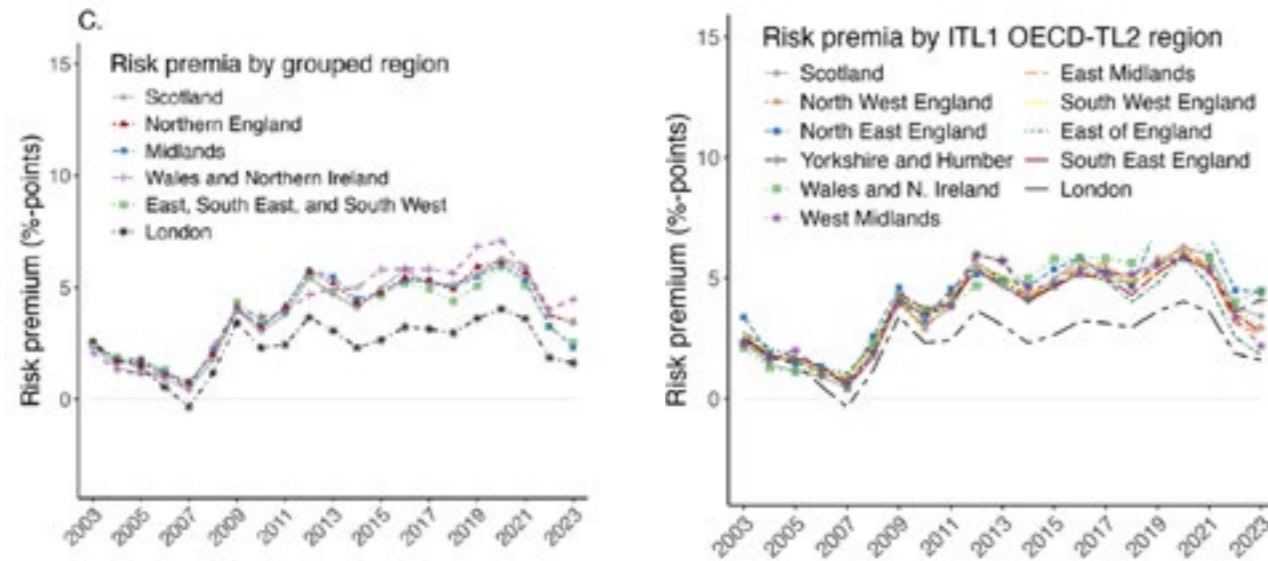 C.
Risk premia by grouped region
Scotland
Northern England
Midlands
Wales and Northern Ireland
East, South East, and South West
London
Risk premium (%-points)
15
10
5
0
2003
2005
2007
2009
2011
2013
2015
2017
2019
2021
2023
Risk premia by ITL1 OECD-TL2 region
Scotland
North West England
North East England
Yorkshire and Humber
Wales and N. Ireland
West Midlands
East Midlands
South West England
East of England
South East England
London
Risk premium (%-points)
15
10
5
0
2003
2005
2007
2009
2011
2013
2015
2017
2019
2021
2023